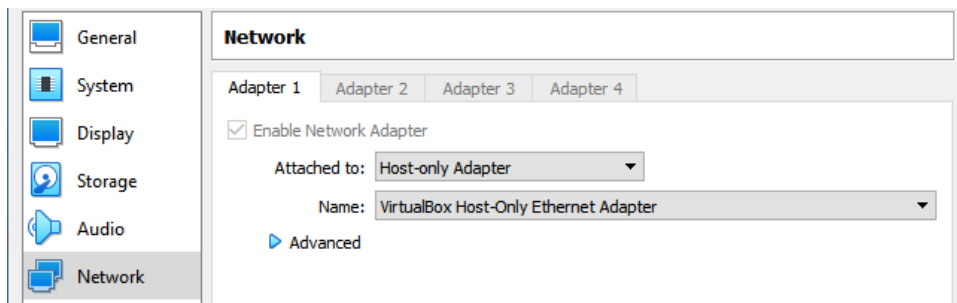 General
System
Display
Storage
Audio
Network
Network
Adapter 1 Adapter 2 Adapter 3 Adapter 4
Enable Network Adapter
Attached to: Host-only Adapter
Name: VirtualBox Host-Only Ethernet Adapter
Advanced